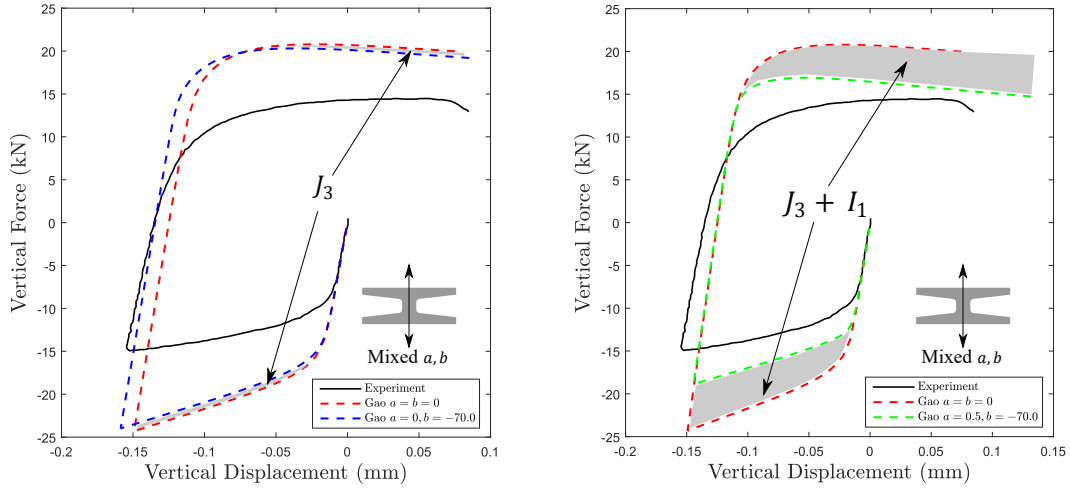 25
20
15
10
5
0
-5
-10
-15
-20
-25
Vertical Force (kN)
J3
Mixed a, b
Experiment
Gao a = b = 0
Gao a = 0, b = −70.0
-0.2
-0.15
-0.1
-0.05
0
0.05
0.1
Vertical Displacement (mm)
25
20
15
10
5
0
-5
-10
-15
-20
-25
Vertical Force (kN)
J3 + I1
Mixed a, b
Experiment
Gao a = b = 0
Gao a = 0.5, b = −70.0
-0.2
-0.15
-0.1
-0.05
0
0.05
0.1
0.15
Vertical Displacement (mm)